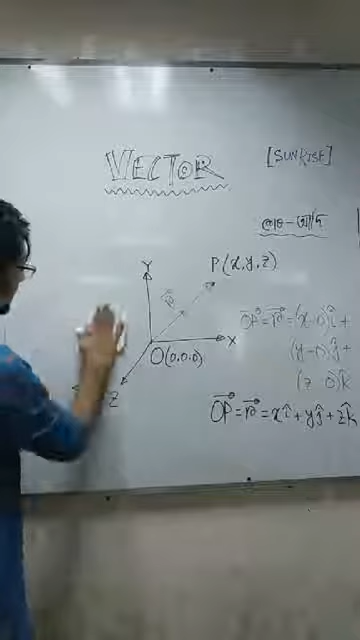 VECTOR
[SUNRISE]
Y
P(x,y,z)
X
O(0,0,0)
Z
OP⃗ = r⃗ = (x-0)î +
(y-0)ĵ +
(z-0)k̂
OP⃗ = r⃗ = xî + yĵ + zk̂